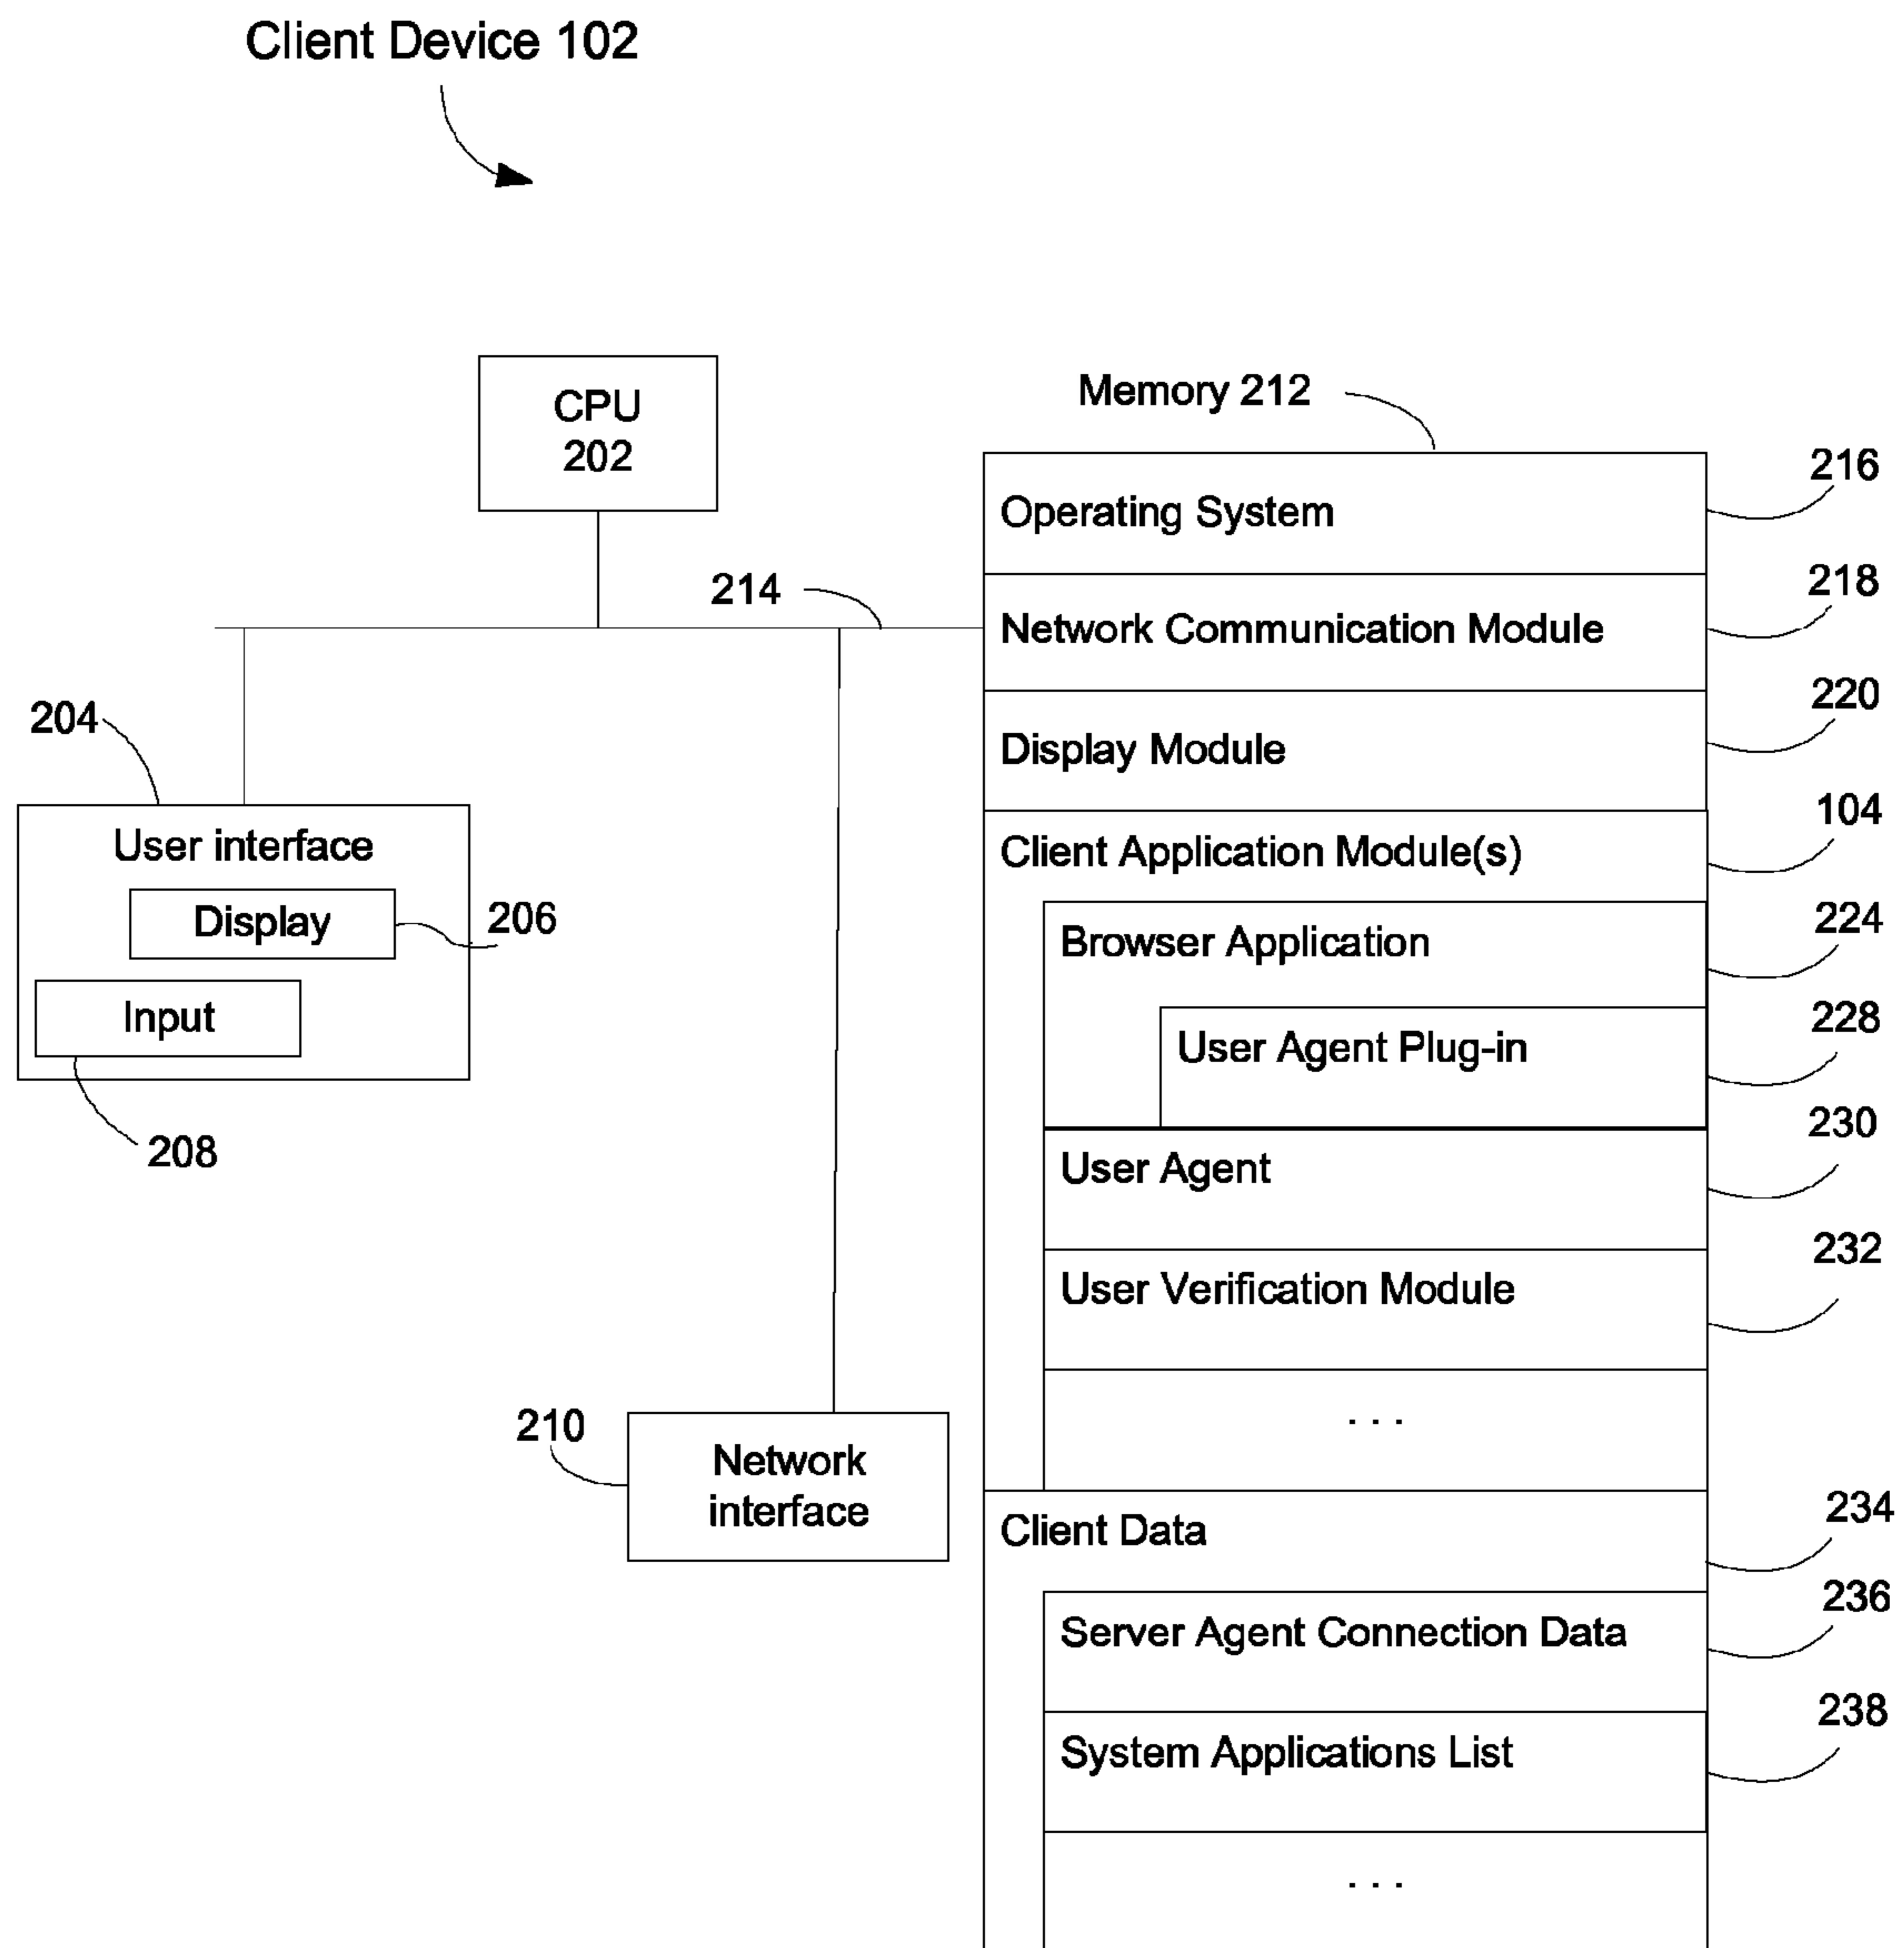 Client Device 102
CPU
202
Memory 212
216
Operating System
218
214
Network Communication Module
220
204
Display Module
104
User interface
Client Application Module(s)
Display
206
224
Browser Application
Input
228
User Agent Plug-in
208
230
User Agent
232
User Verification Module
. . .
210
Network
interface
234
Client Data
236
Server Agent Connection Data
238
System Applications List
. . .